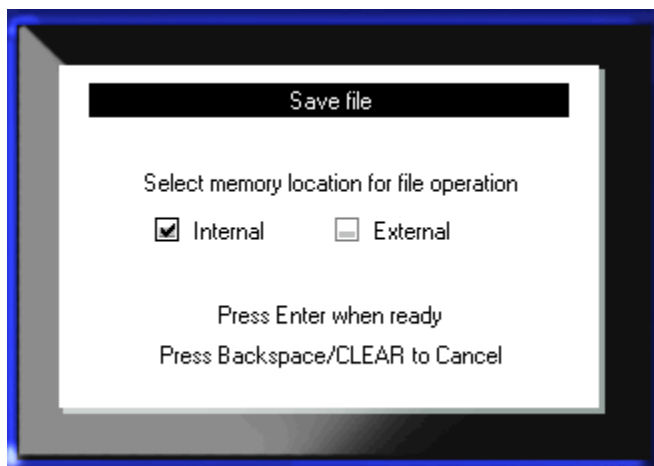 Save file
Select memory location for file operation
Internal External
Press Enter when ready
Press Backspace/CLEAR to Cancel